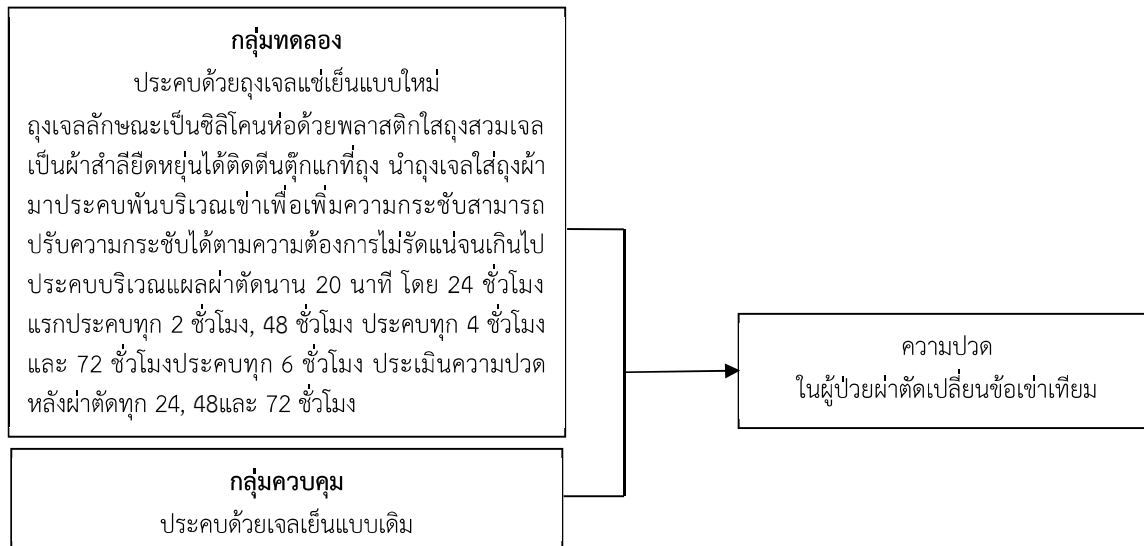 กลุ่มทดลอง
ประคบด้วยถุงเจลแช่เย็นแบบใหม่
ถุงเจลลักษณะเป็นซิลิโคนห่อด้วยพลาสติกใสถุงสวมเจล
เป็นผ้าสำลียืดหยุ่นได้ติดตีนตุ๊กแกที่ถุง นำถุงเจลใส่ถุงผ้า
มาประคบพันบริเวณเข่าเพื่อเพิ่มความกระชับสามารถ
ปรับความกระชับได้ตามความต้องการไม่รัดแน่จนเกินไป
ประคบบริเวณแผลผ่าตัดนาน 20 นาที โดย 24 ชั่วโมง
แรกประคบทุก 2 ชั่วโมง, 48 ชั่วโมง ประคบทุก 4 ชั่วโมง
และ 72 ชั่วโมงประคบทุก 6 ชั่วโมง ประเมินความปวด
หลังผ่าตัดทุก 24, 48และ 72 ชั่วโมง
ความปวด
ในผู้ป่วยผ่าตัดเปลี่ยนข้อเข่าเทียม
กลุ่มควบคุม
ประคบด้วยเจลเย็นแบบเดิม